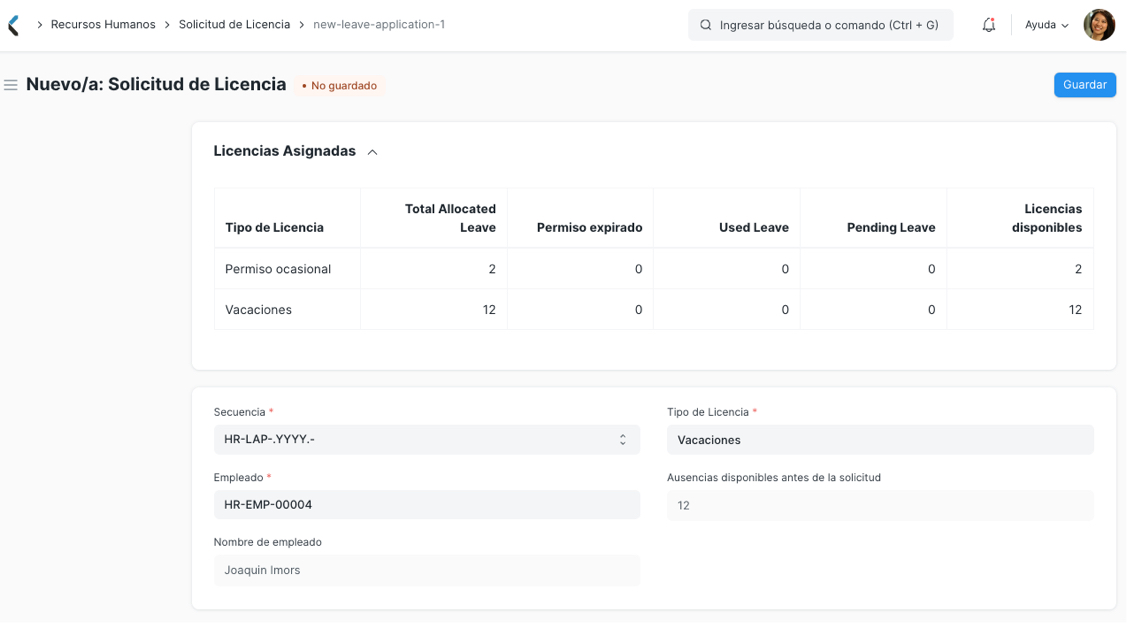 Recursos Humanos > Solicitud de Licencia > new-leave-application-1
Ingresar búsqueda o comando (Ctrl + G)
Ayuda
Nuevo/a: Solicitud de Licencia • No guardado
Guardar
Licencias Asignadas
Tipo de Licencia Total Allocated Leave Permiso expirado Used Leave Pending Leave Licencias disponibles
Permiso ocasional 2 0 0 0 2
Vacaciones 12 0 0 0 12
Secuencia *
HR-LAP-.YYYY.-
Tipo de Licencia *
Vacaciones
Empleado *
HR-EMP-00004
Ausencias disponibles antes de la solicitud
12
Nombre de empleado
Joaquin Imors